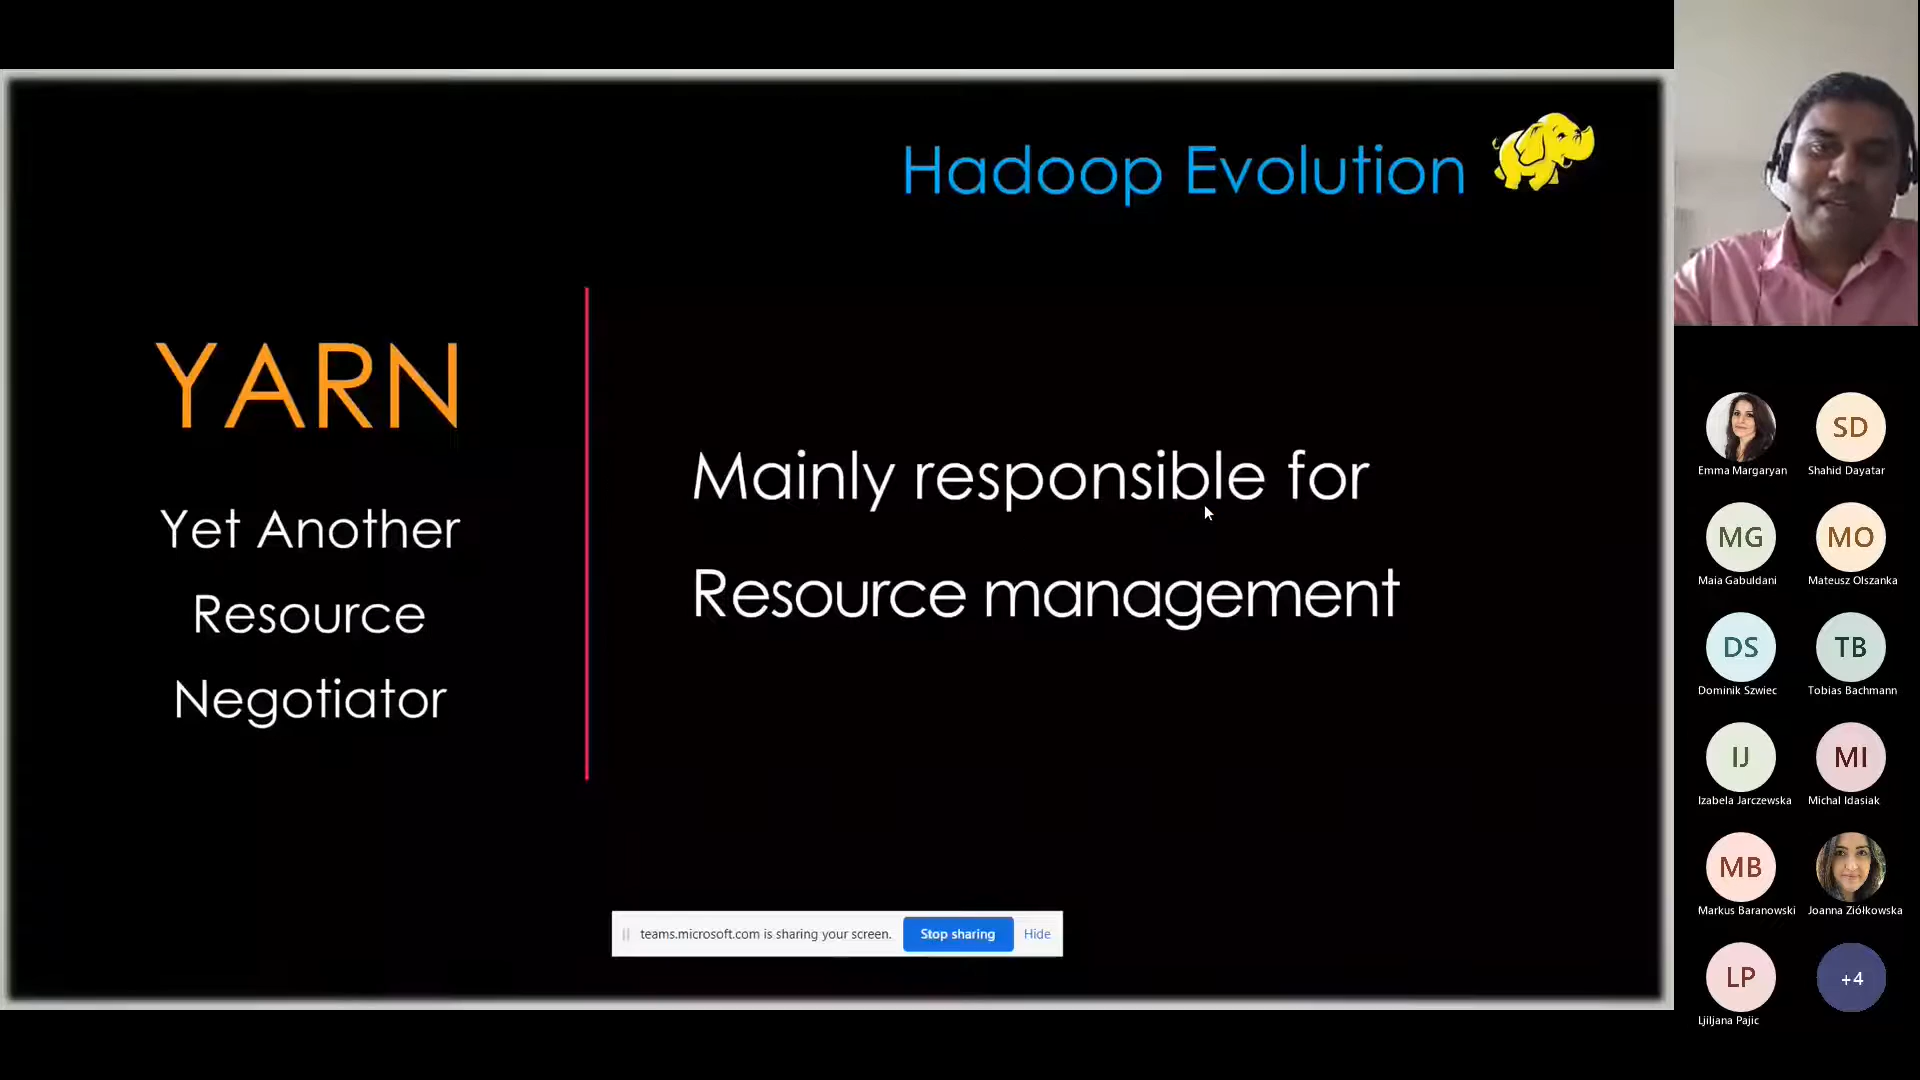 Hadoop Evolution
YARN
Yet Another
Resource
Negotiator
Mainly responsible for
Resource management
teams.microsoft.com is sharing your screen.
Stop sharing
Hide
Emma Margaryan
SD
Shahid Dayatar
MG
Maia Gabuldani
MO
Mateusz Olszanka
DS
Dominik Szwiec
TB
Tobias Bachmann
IJ
Izabela Jarczewska
MI
Michal Idasiak
MB
Markus Baranowski
Joanna Ziółkowska
LP
Ljiljana Pajic
+4